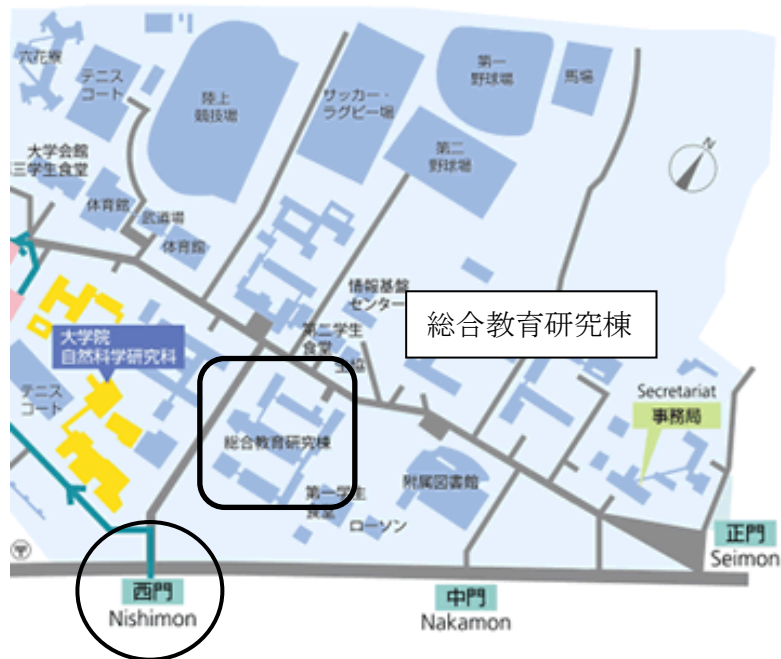 六花寮
テニス
コート
陸上
競技場
サッカー・
ラグビー場
第一
野球場
馬場
第二
野球場
N
大学会館
三学生食堂
体育館
武道場
体育館
情報基盤
センター
総合教育研究棟
第二学生
食堂
生協
大学院
自然科学研究科
テニス
コート
総合教育研究棟
Secretariat
事務局
附属図書館
第一学生
食堂
ローソン
正門
Seimon
西門
Nishimon
中門
Nakamon